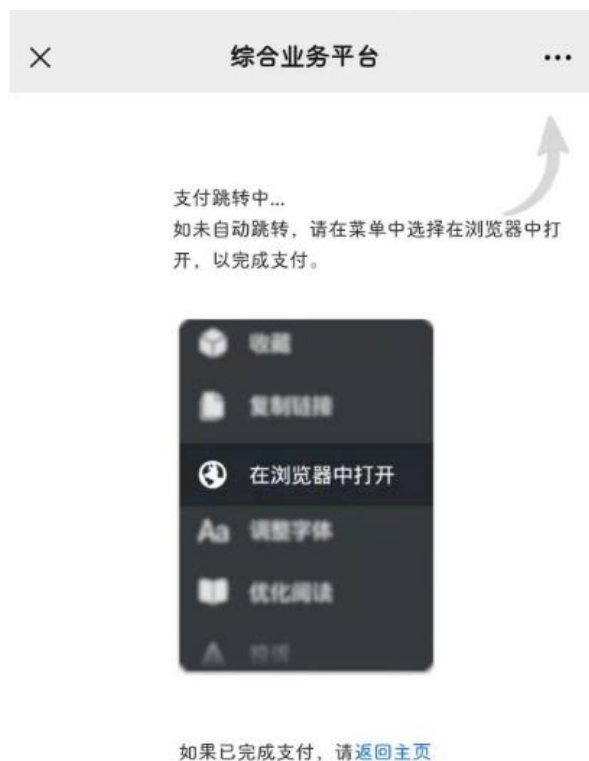 综合业务平台
支付跳转中...
如未自动跳转，请在菜单中选择在浏览器中打
开，以完成支付。
收藏
复制链接
在浏览器中打开
Aa 调整字体
优化阅读
投诉
如果已完成支付，请返回主页